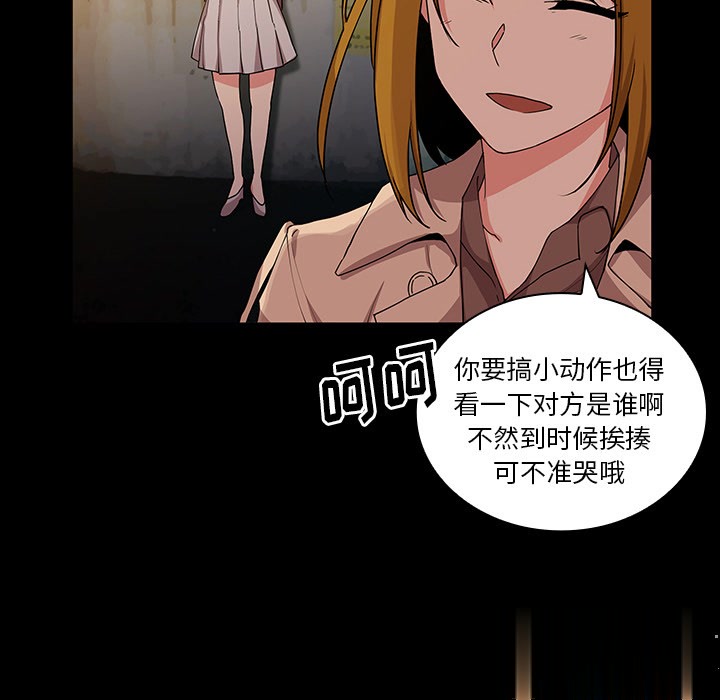 呵呵
你要搞小动作也得
看一下对方是谁啊
不然到时候挨揍
可不准哭哦